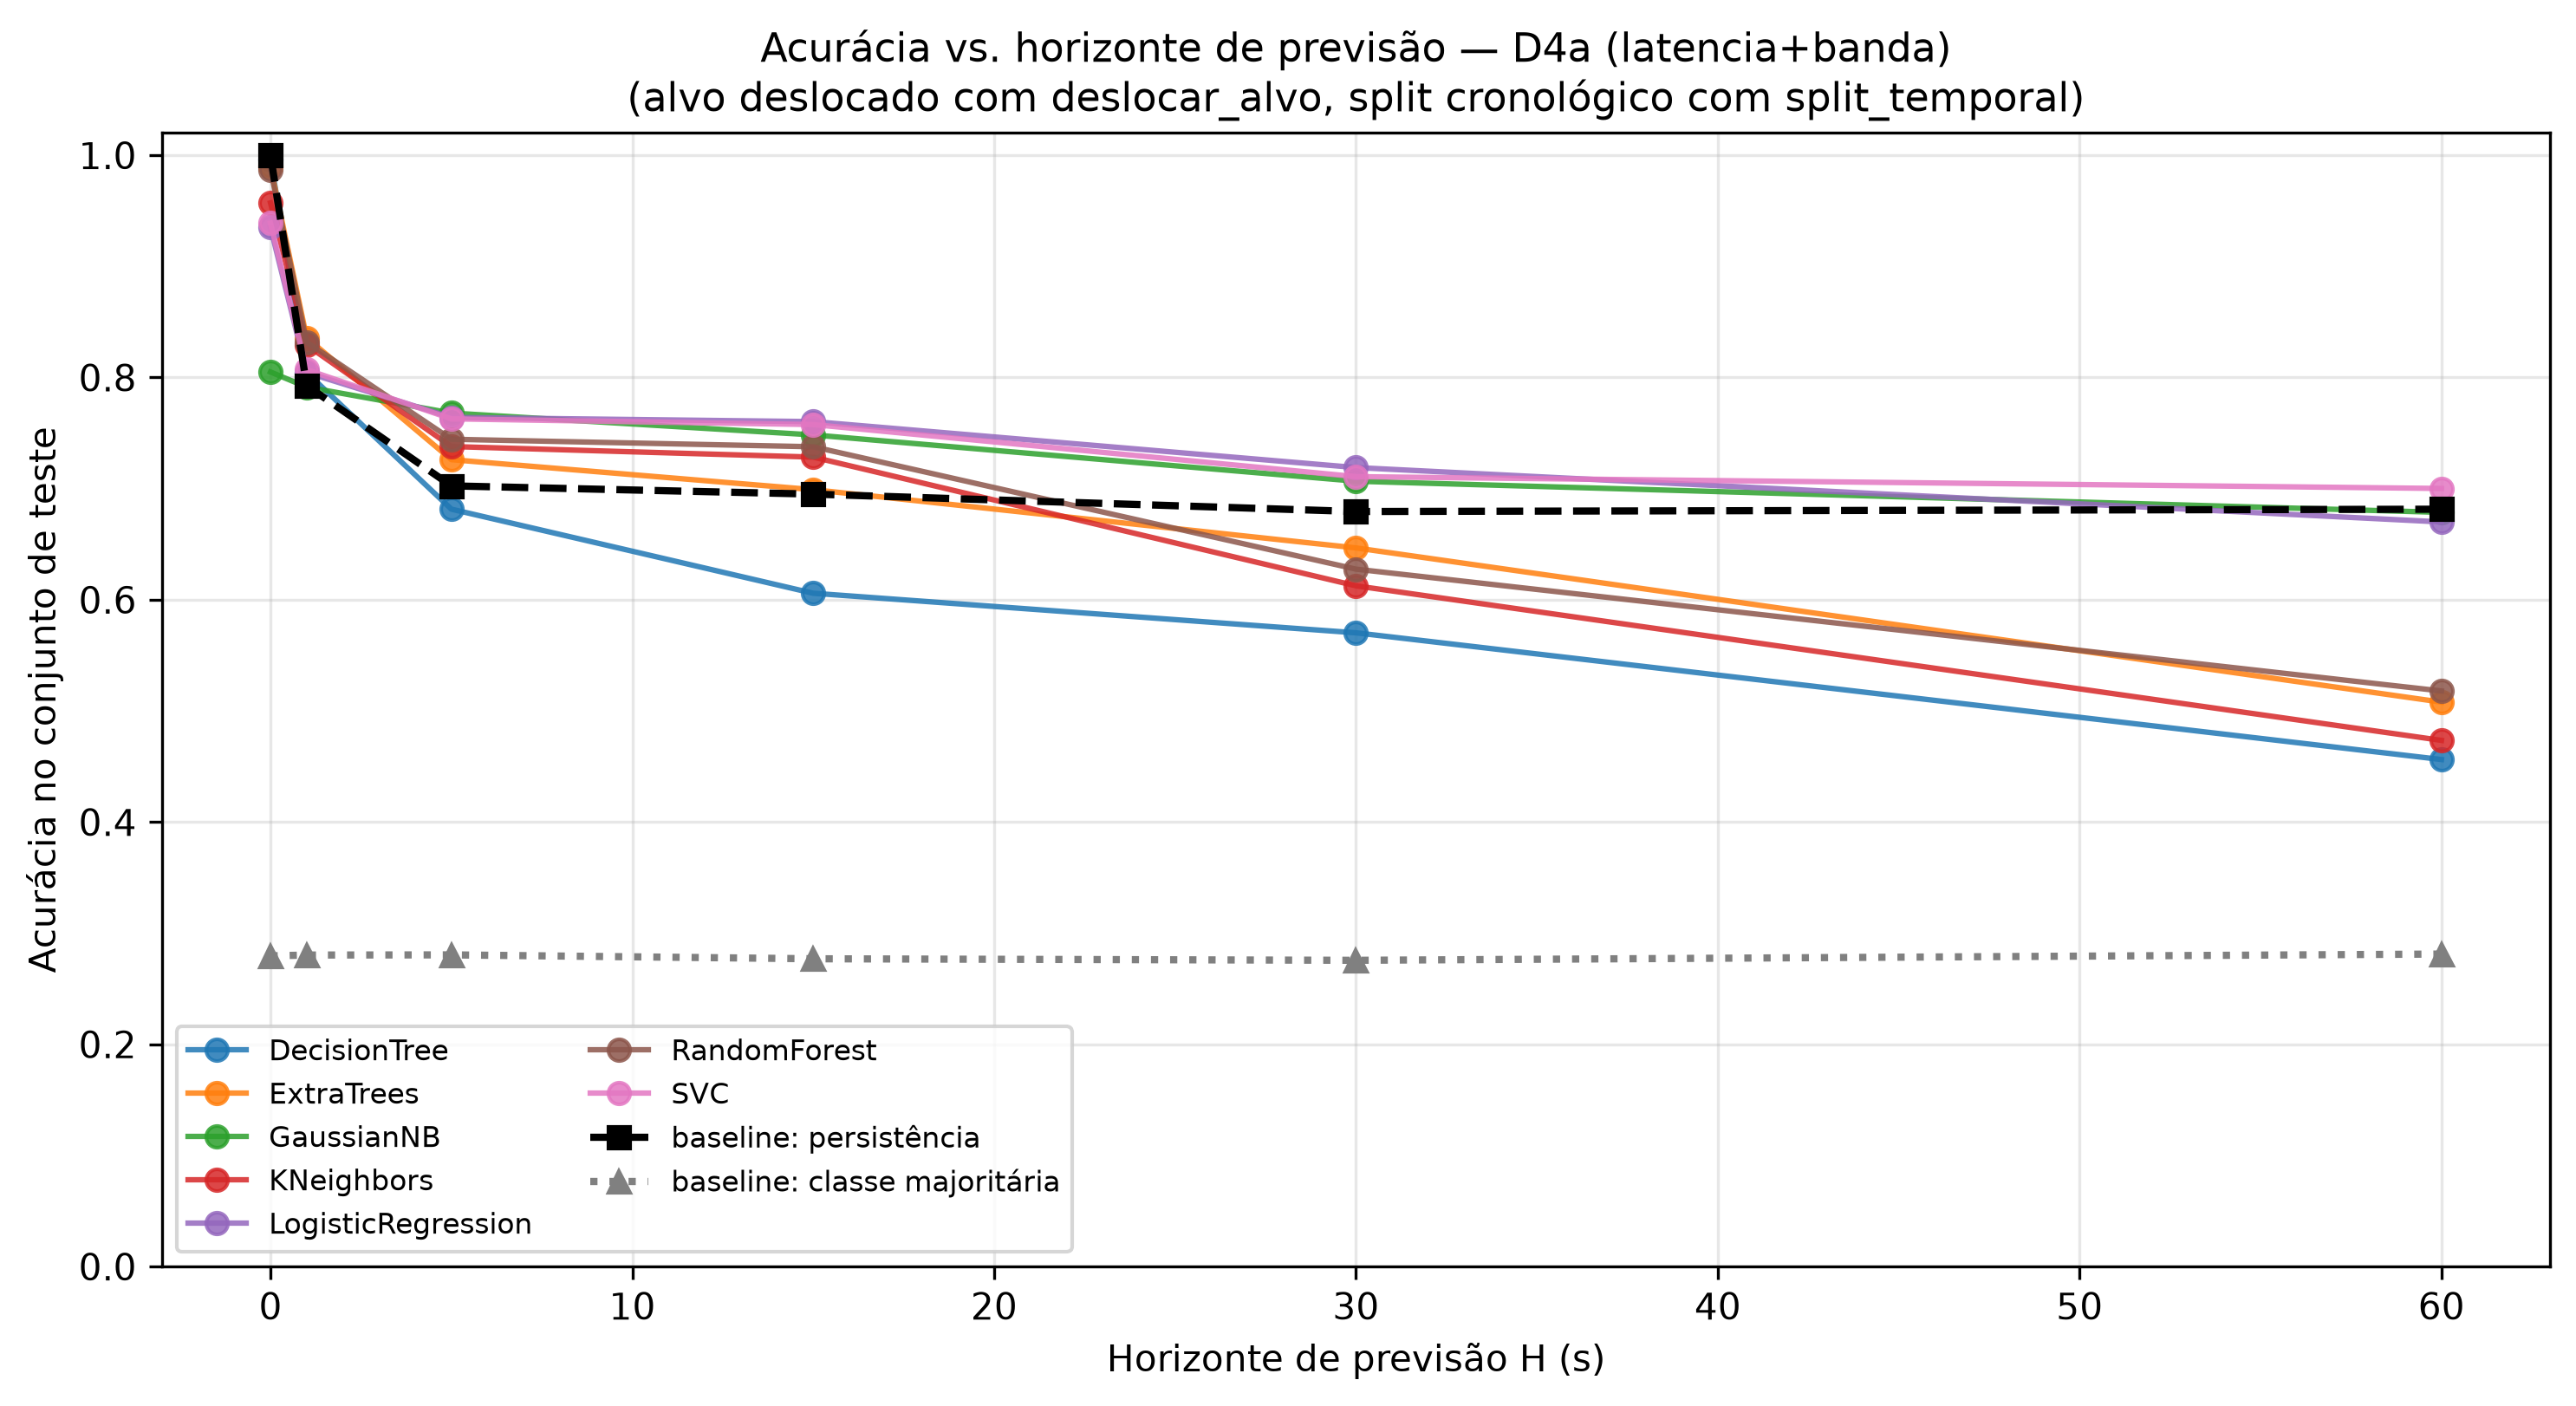 Acurácia vs. horizonte de previsão — D4a (latencia+banda)
(alvo deslocado com deslocar_alvo, split cronológico com split_temporal)
Acurácia no conjunto de teste
1.0
0.8
0.6
0.4
0.2
0.0
DecisionTree
ExtraTrees
GaussianNB
KNeighbors
LogisticRegression
RandomForest
SVC
baseline: persistência
baseline: classe majoritária
0 10 20 30 40 50 60
Horizonte de previsão H (s)